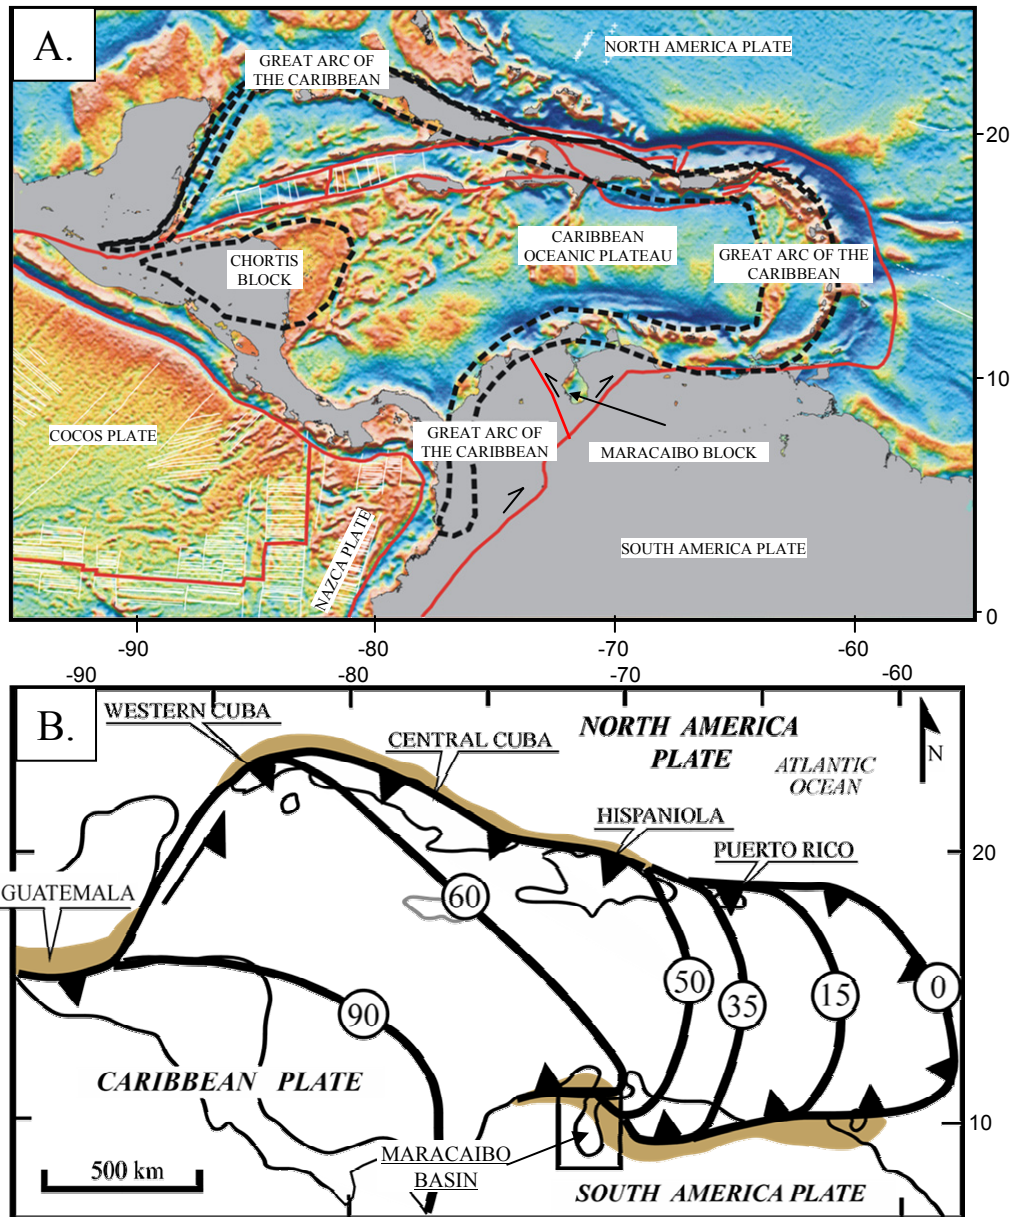 A.
NORTH AMERICA PLATE
GREAT ARC OF
THE CARIBBEAN
20
CHORTIS
BLOCK
CARIBBEAN
OCEANIC PLATEAU
GREAT ARC OF THE
CARIBBEAN
10
COCOS PLATE
GREAT ARC OF
THE CARIBBEAN
MARACAIBO BLOCK
NAZCA PLATE
SOUTH AMERICA PLATE
0
-90
-80
-70
-60
-90
-80
-70
-60
B.
WESTERN CUBA
CENTRAL CUBA
NORTH AMERICA
PLATE
ATLANTIC
OCEAN
N
HISPANIOLA
PUERTO RICO
20
GUATEMALA
60
50
35
15
0
90
CARIBBEAN PLATE
10
MARACAIBO
BASIN
500 km
SOUTH AMERICA PLATE